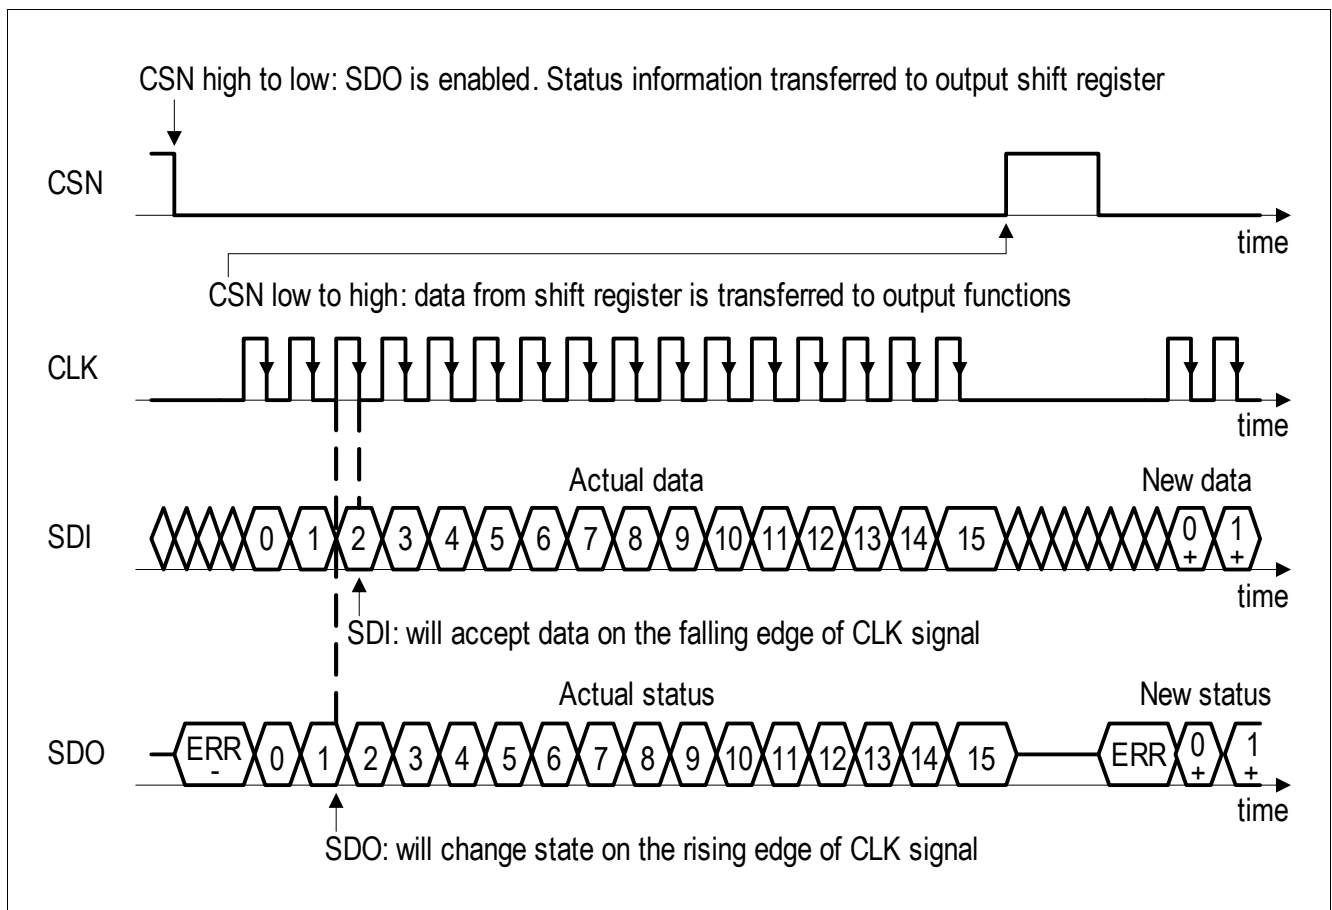 CSN high to low: SDO is enabled. Status information transferred to output shift register
CSN
time
CSN low to high: data from shift register is transferred to output functions
CLK
time
Actual data
New data
SDI
0 1 2 3 4 5 6 7 8 9 10 11 12 13 14 15 0 1
+ +
time
SDI: will accept data on the falling edge of CLK signal
Actual status
New status
SDO
ERR 0 1 2 3 4 5 6 7 8 9 10 11 12 13 14 15 ERR 0 1
- + +
time
SDO: will change state on the rising edge of CLK signal